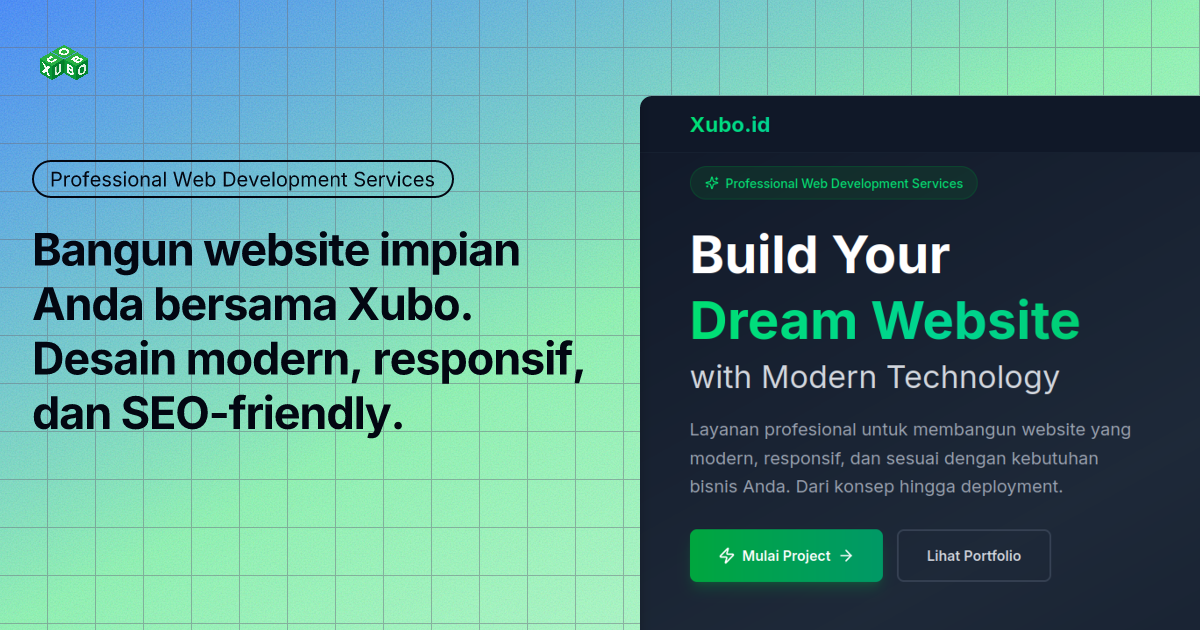 XUBO
Professional Web Development Services
Bangun website impian
Anda bersama Xubo.
Desain modern, responsif,
dan SEO-friendly.
Xubo.id
Professional Web Development Services
Build Your
Dream Website
with Modern Technology
Layanan profesional untuk membangun website yang
modern, responsif, dan sesuai dengan kebutuhan
bisnis Anda. Dari konsep hingga deployment.
Mulai Project
Lihat Portfolio